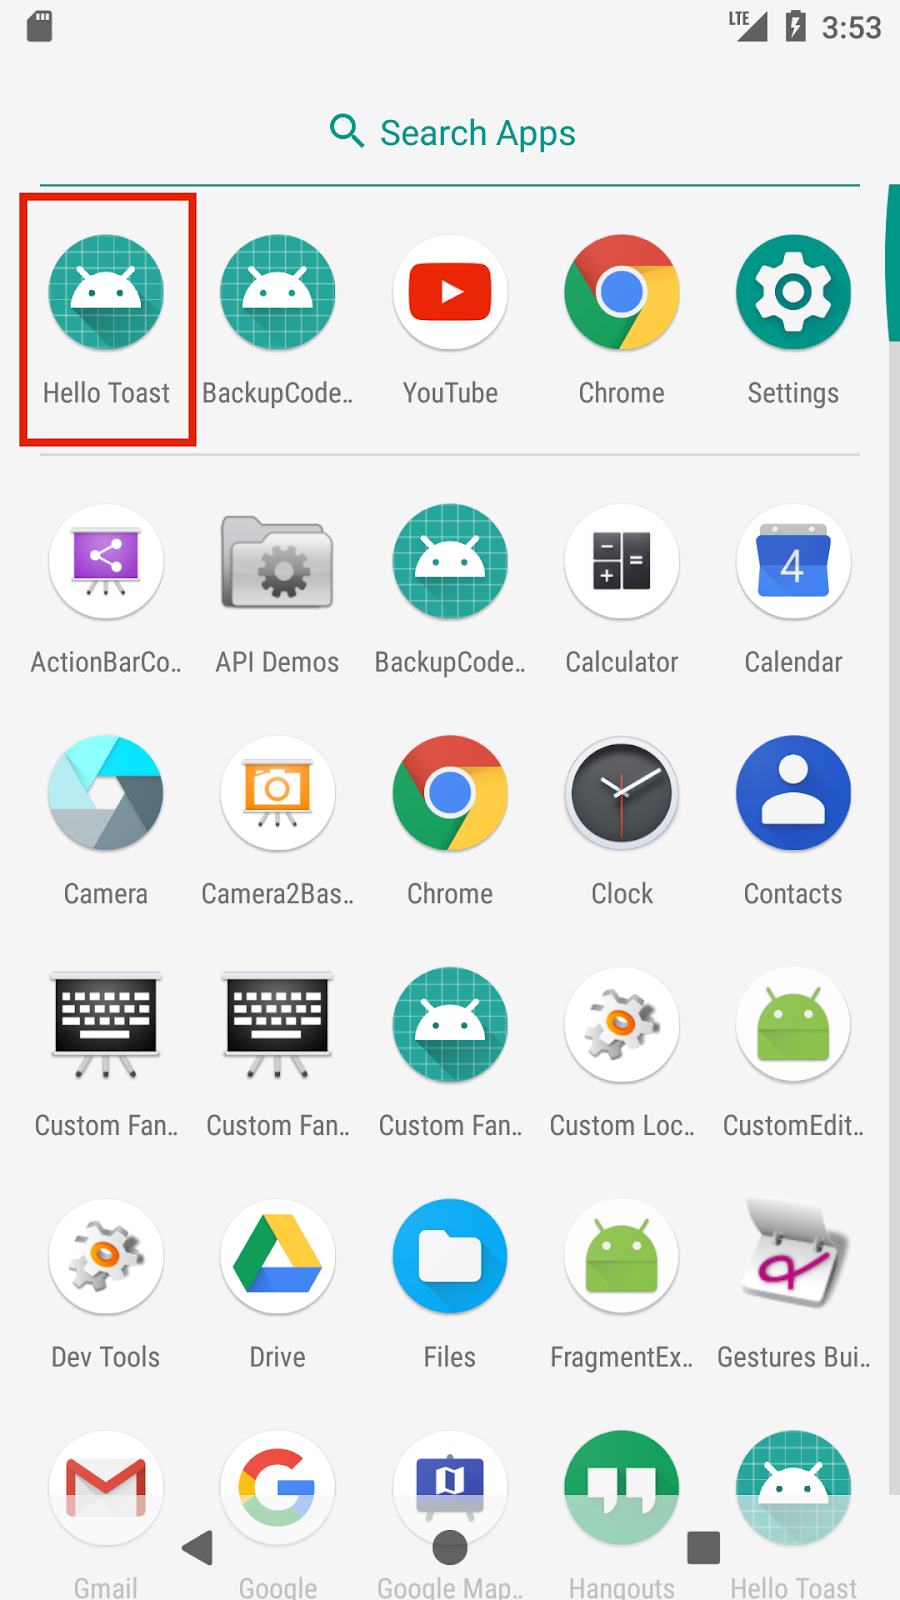 LTE 3:53
Search Apps
Hello Toast BackupCode.. YouTube Chrome Settings
4
ActionBarCo.. API Demos BackupCode.. Calculator Calendar
Camera Camera2Bas.. Chrome Clock Contacts
Custom Fan.. Custom Fan.. Custom Fan.. Custom Loc.. CustomEdit..
Dev Tools Drive Files FragmentEx.. Gestures Bui..
Gmail Google Google Map.. Hangouts Hello Toast